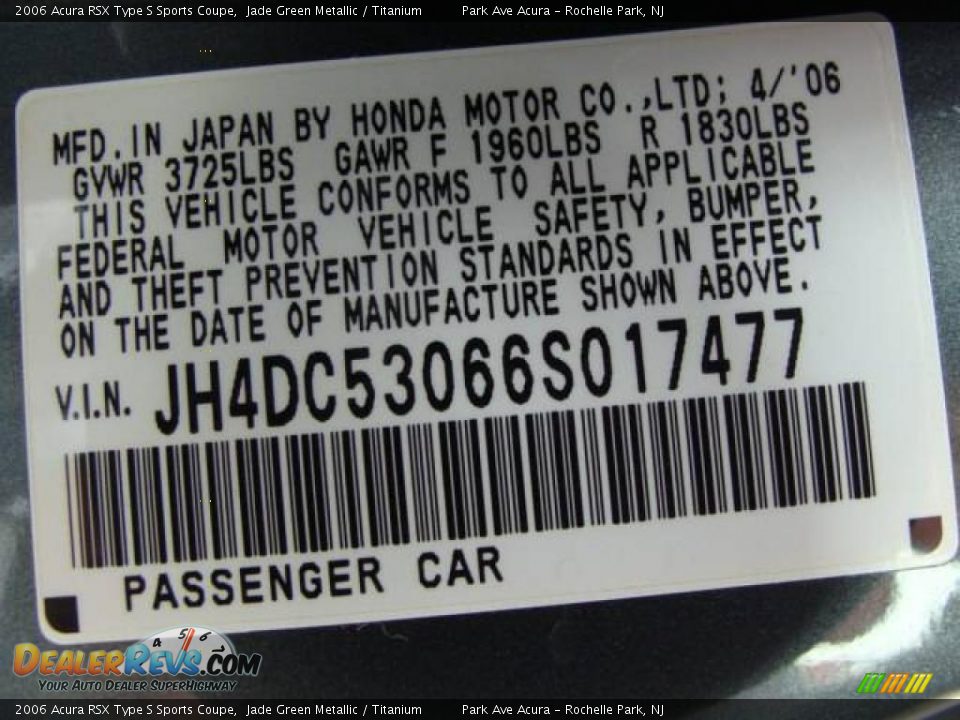 2006 Acura RSX Type S Sports Coupe, Jade Green Metallic / Titanium Park Ave Acura - Rochelle Park, NJ
MFD. IN JAPAN BY HONDA MOTOR CO.,LTD; 4/'06
GVWR 3725LBS GAWR F 1960LBS R 1830LBS
THIS VEHICLE CONFORMS TO ALL APPLICABLE
FEDERAL MOTOR VEHICLE SAFETY, BUMPER,
AND THEFT PREVENTION STANDARDS IN EFFECT
ON THE DATE OF MANUFACTURE SHOWN ABOVE.
V.I.N. JH4DC53066S017477
PASSENGER CAR
4 5 6
DEALERREVS.COM
YOUR AUTO DEALER SUPERHIGHWAY
2006 Acura RSX Type S Sports Coupe, Jade Green Metallic / Titanium Park Ave Acura - Rochelle Park, NJ